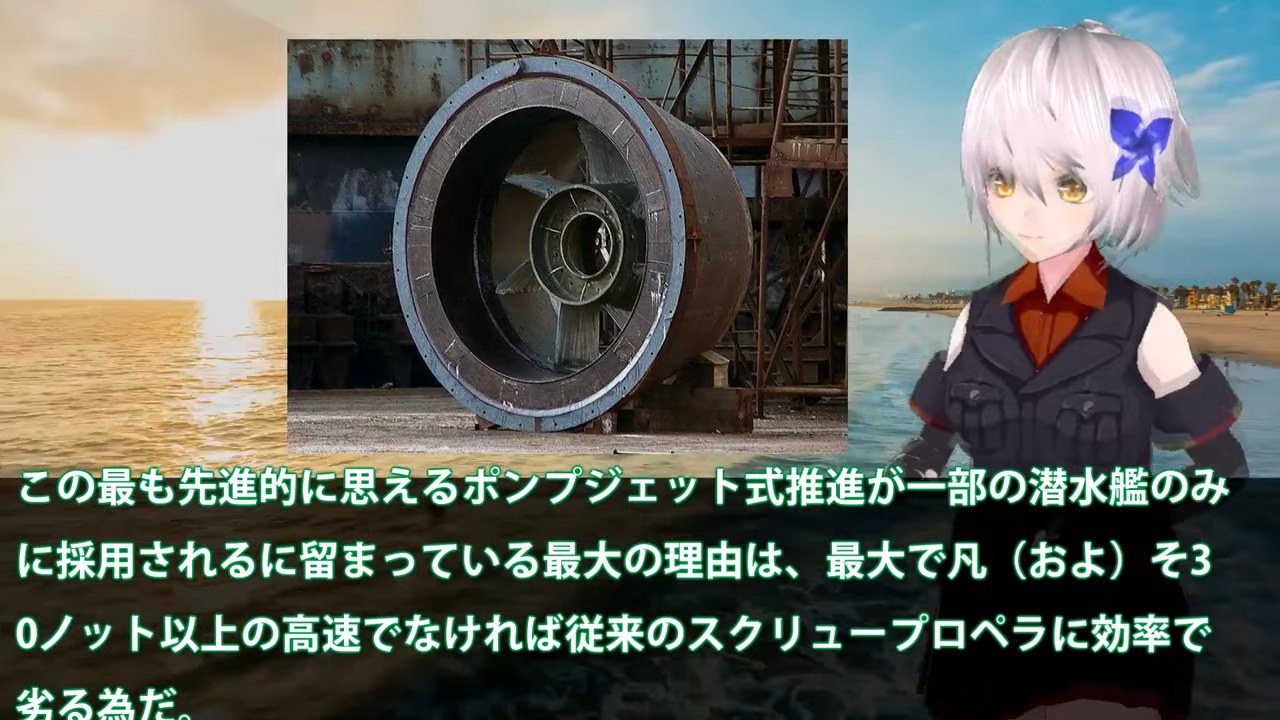 この最も先進的に思えるポンプジェット式推進が一部の潜水艦のみ
に採用されるに留まっている最大の理由は、最大で凡（およ）そ3
0ノット以上の高速でなければ従来のスクリュープロペラに効率で
劣る為だ。